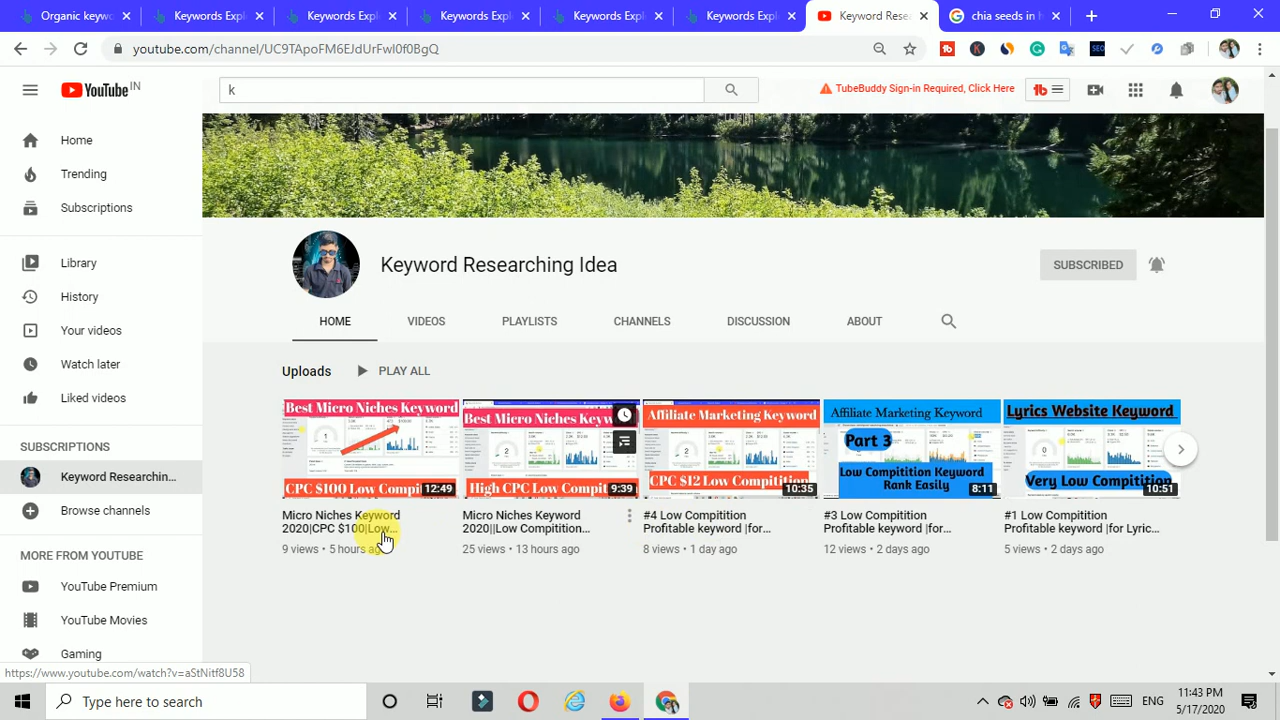 Organic keyw
Keywords Expl
Keywords Expl
Keywords Expl
Keywords Expl
Keywords Expl
Keyword Rese
chia seeds in h
youtube.com/channel/UC9TApoFM6EJdUrFwI0f0BgQ
SEO
YouTube IN
k
TubeBuddy Sign-in Required, Click Here
Home
Trending
Subscriptions
Library
History
Your videos
Watch later
Liked videos
SUBSCRIPTIONS
Keyword Researchin...
Browse channels
MORE FROM YOUTUBE
YouTube Premium
YouTube Movies
Gaming
Keyword Researching Idea
SUBSCRIBED
HOME
VIDEOS
PLAYLISTS
CHANNELS
DISCUSSION
ABOUT
Uploads
PLAY ALL
Best Micro Niches Keyword
CPC $100 Low Compi
12:49
Micro Niches Keyword
2020|CPC $100|Low...
9 views • 5 hours ago
Best Micro Niches Keyw
High CPC Low Compit
9:39
Micro Niches Keyword
2020||Low Compitition...
25 views • 13 hours ago
Affiliate Marketing Keyword
CPC $12 Low Compitition
10:35
#4 Low Compitition
Profitable keyword |for...
8 views • 1 day ago
Affiliate Marketing Keyword
Part 3
Low Compitition Keyword
Rank Easily
8:11
#3 Low Compitition
Profitable keyword |for...
12 views • 2 days ago
Lyrics Website Keyword
Very Low Compitition
10:51
#1 Low Compitition
Profitable keyword |for Lyric...
5 views • 2 days ago
https://www.youtube.com/watch?v=aStNitf8U58
Type here to search
ENG
11:43 PM
5/17/2020